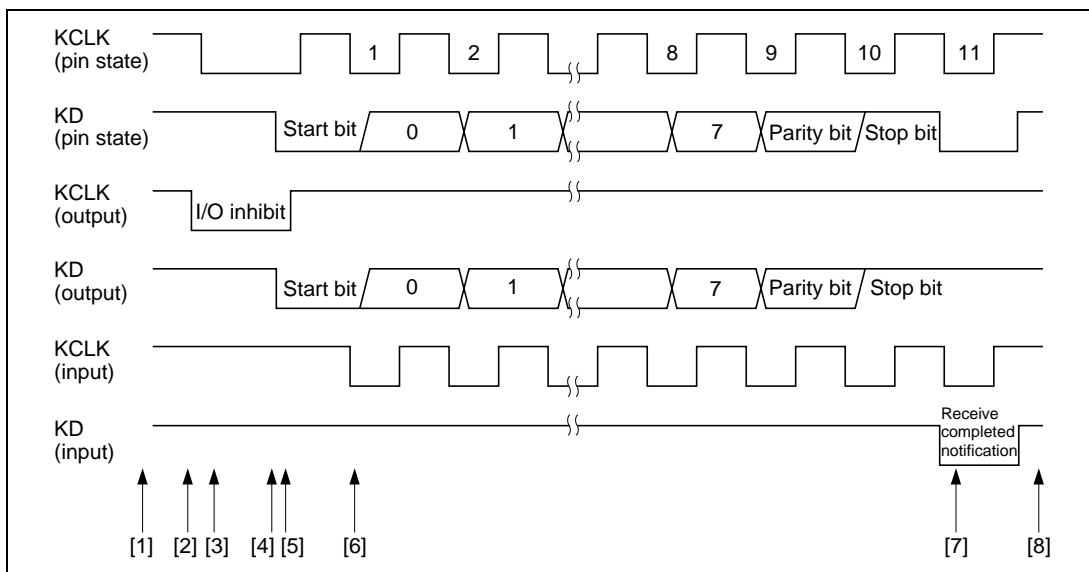 KCLK
(pin state)
1 2 8 9 10 11
KD
(pin state)
Start bit 0 1 7 Parity bit Stop bit
KCLK
(output)
I/O inhibit
KD
(output)
Start bit 0 1 7 Parity bit Stop bit
KCLK
(input)
KD
(input)
Receive
completed
notification
[1] [2] [3] [4] [5] [6] [7] [8]